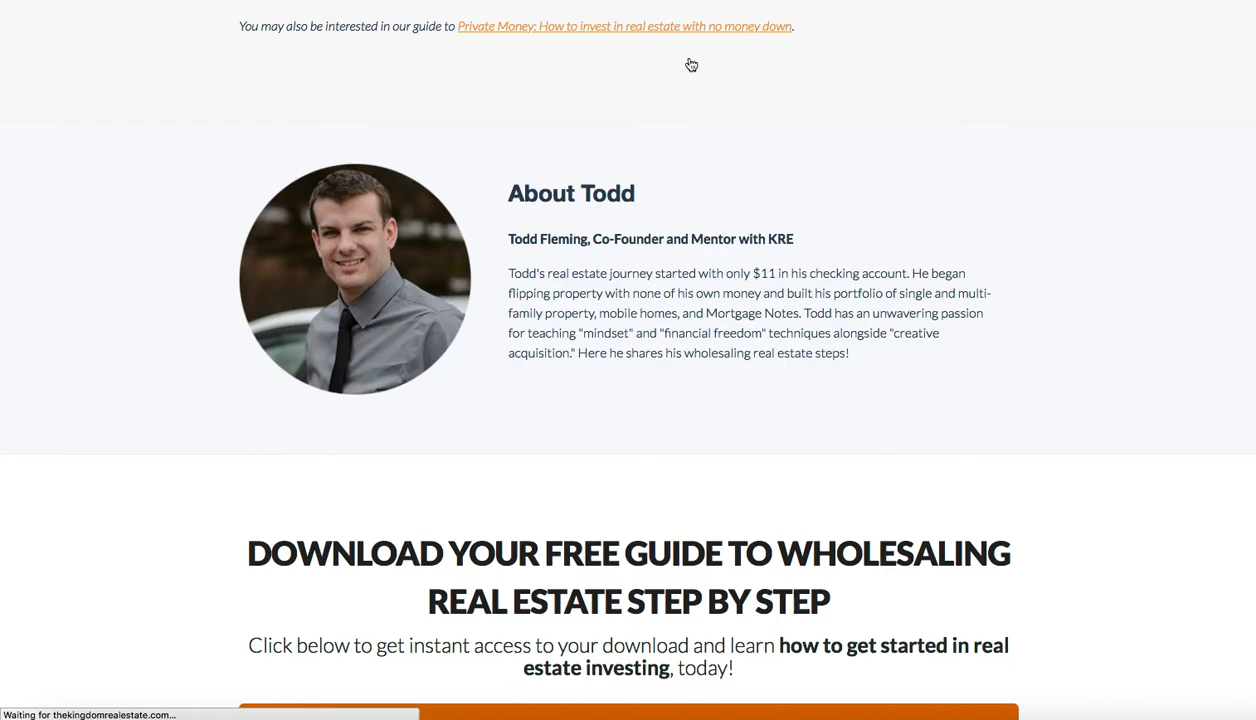 You may also be interested in our guide to Private Money; How to invest in real estate with no money down.
About Todd
Todd Fleming, Co-Founder and Mentor with KRE
Todd's real estate journey started with only $11 in his checking account. He began
flipping property with none of his own money and built his portfolio of single and multi-
family property, mobile homes, and Mortgage Notes. Todd has an unwavering passion
for teaching "mindset" and "financial freedom" techniques alongside "creative
acquisition." Here he shares his wholesaling real estate steps!
DOWNLOAD YOUR FREE GUIDE TO WHOLESALING
REAL ESTATE STEP BY STEP
Click below to get instant access to your download and learn how to get started in real
estate investing, today!
Waiting for thekingdomrealestate.com...